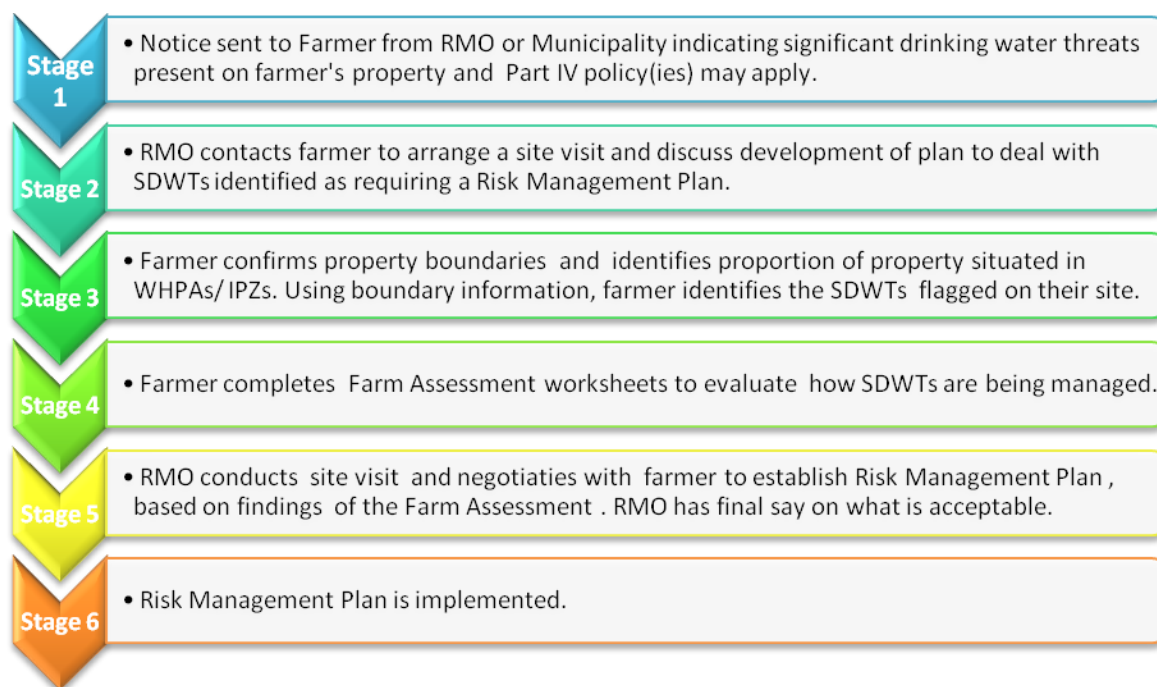 Stage
1
• Notice sent to Farmer from RMO or Municipality indicating significant drinking water threats
present on farmer's property and Part IV policy(ies) may apply.
Stage 2
• RMO contacts farmer to arrange a site visit and discuss development of plan to deal with
SDWTs identified as requiring a Risk Management Plan.
Stage 3
• Farmer confirms property boundaries and identifies proportion of property situated in
WHPAs/ IPZs. Using boundary information, farmer identifies the SDWTs flagged on their site.
Stage 4
• Farmer completes Farm Assessment worksheets to evaluate how SDWTs are being managed.
Stage 5
• RMO conducts site visit and negotiaties with farmer to establish Risk Management Plan ,
based on findings of the Farm Assessment . RMO has final say on what is acceptable.
Stage 6
• Risk Management Plan is implemented.